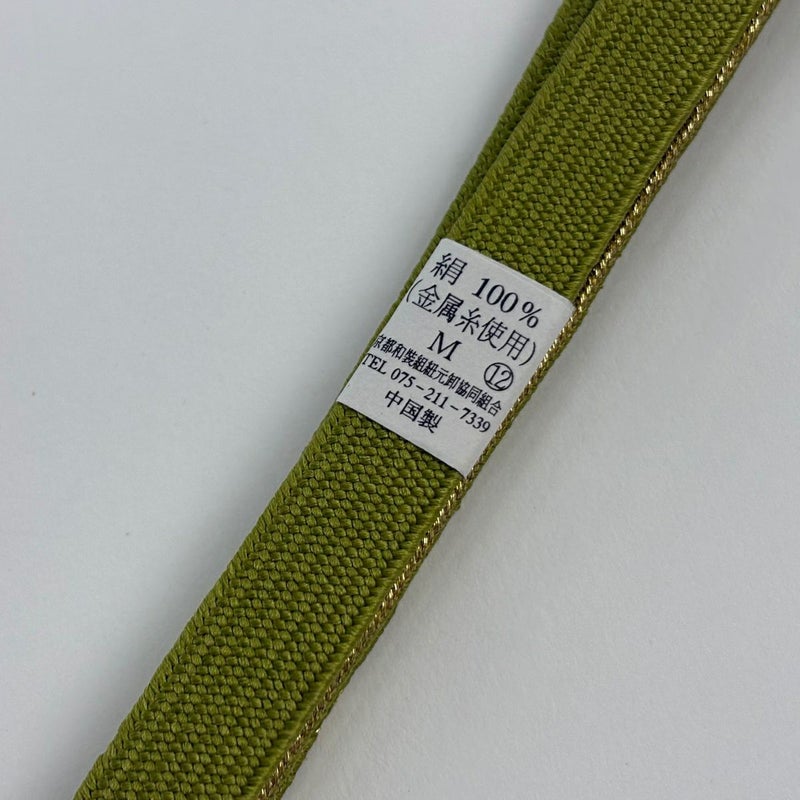 絹 100%
(金属糸使用)
M ⑫
京都和装組紐元卸協同組合
TEL 075-211-7339
中国製